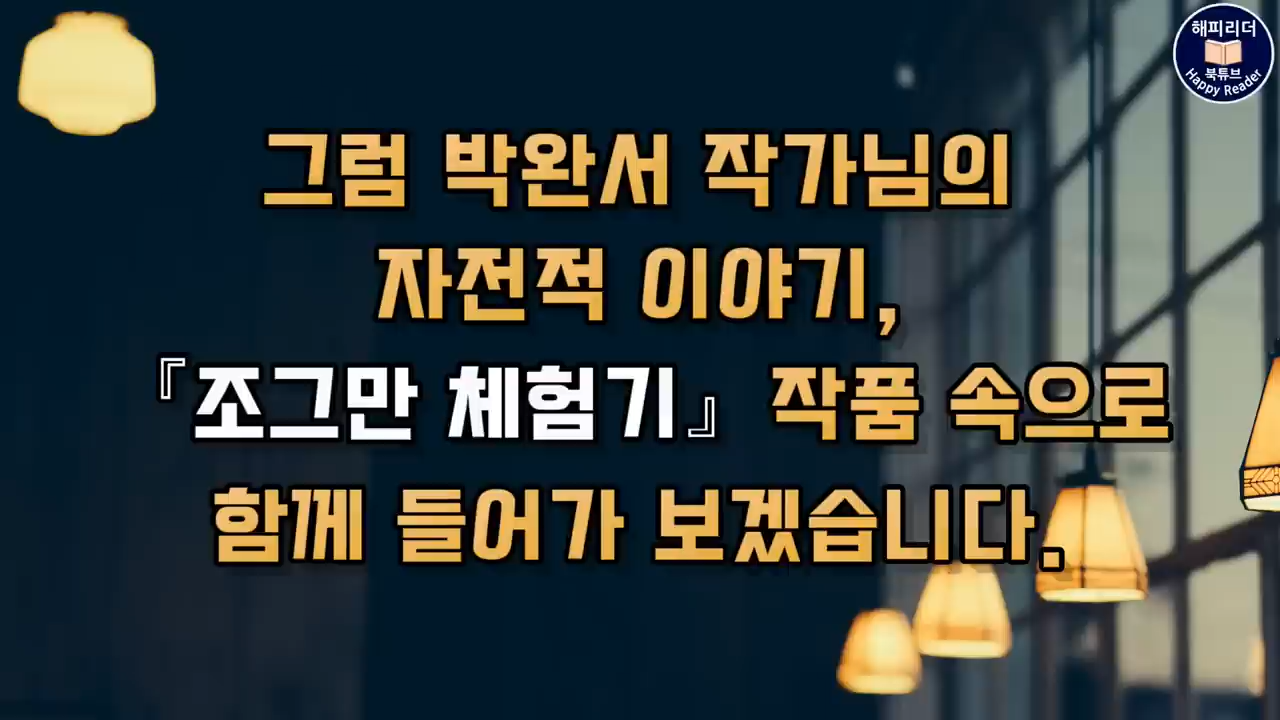 해피리더
북튜브
Happy Reader
그럼 박완서 작가님의
자전적 이야기,
『조그만 체험기』 작품 속으로
함께 들어가 보겠습니다.